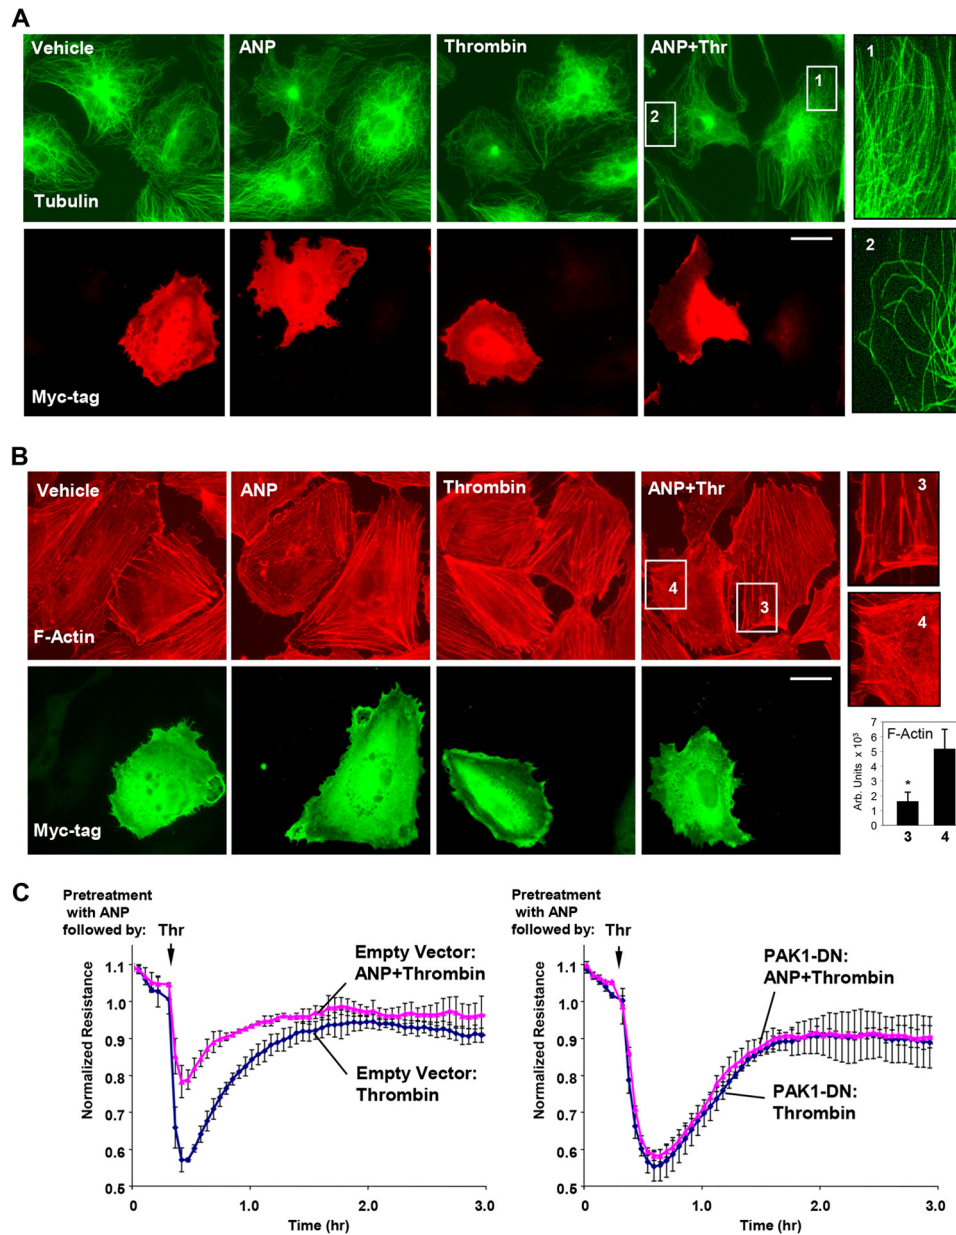 A
Vehicle
ANP
Thrombin
ANP+Thr
1
2
1
Tubulin
2
Myc-tag
B
Vehicle
ANP
Thrombin
ANP+Thr
3
4
3
F-Actin
4
Myc-tag
F-Actin
Arb. Units x 10³
7
6
5
4
3
2
1
0
*
3
4
C
Pretreatment
with ANP
followed by:
Thr
Empty Vector:
ANP+Thrombin
Empty Vector:
Thrombin
Normalized Resistance
1.1
1.0
0.9
0.8
0.7
0.6
0.5
0
1.0
2.0
3.0
Time (hr)
Pretreatment
with ANP
followed by:
Thr
PAK1-DN:
ANP+Thrombin
PAK1-DN:
Thrombin
Normalized Resistance
1.1
1.0
0.9
0.8
0.7
0.6
0.5
0
1.0
2.0
3.0
Time (hr)